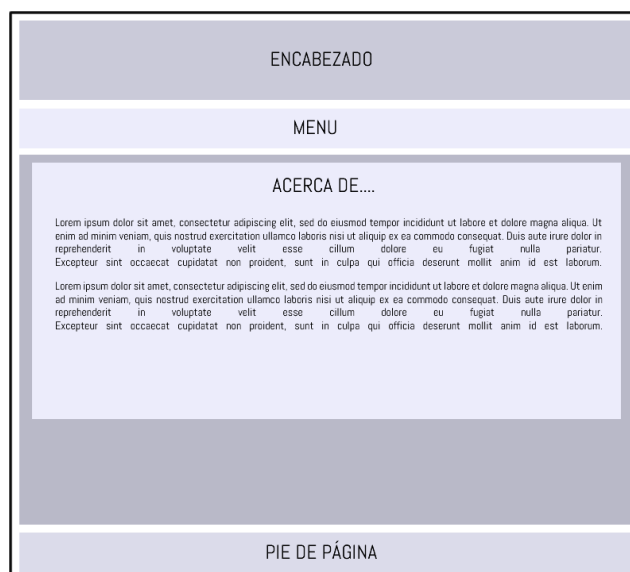 ENCABEZADO
MENU
ACERCA DE....
Lorem ipsum dolor sit amet, consectetur adipiscing elit, sed do eiusmod tempor incididunt ut labore et dolore magna aliqua. Ut
enim ad minim veniam, quis nostrud exercitation ullamco laboris nisi ut aliquip ex ea commodo consequat. Duis aute irure dolor in
reprehenderit in voluptate velit esse cillum dolore eu fugiat nulla pariatur.
Excepteur sint occaecat cupidatat non proident, sunt in culpa qui officia deserunt mollit anim id est laborum.
Lorem ipsum dolor sit amet, consectetur adipiscing elit, sed do eiusmod tempor incididunt ut labore et dolore magna aliqua. Ut enim
ad minim veniam, quis nostrud exercitation ullamco laboris nisi ut aliquip ex ea commodo consequat. Duis aute irure dolor in
reprehenderit in voluptate velit esse cillum dolore eu fugiat nulla pariatur.
Excepteur sint occaecat cupidatat non proident, sunt in culpa qui officia deserunt mollit anim id est laborum.
PIE DE PÁGINA